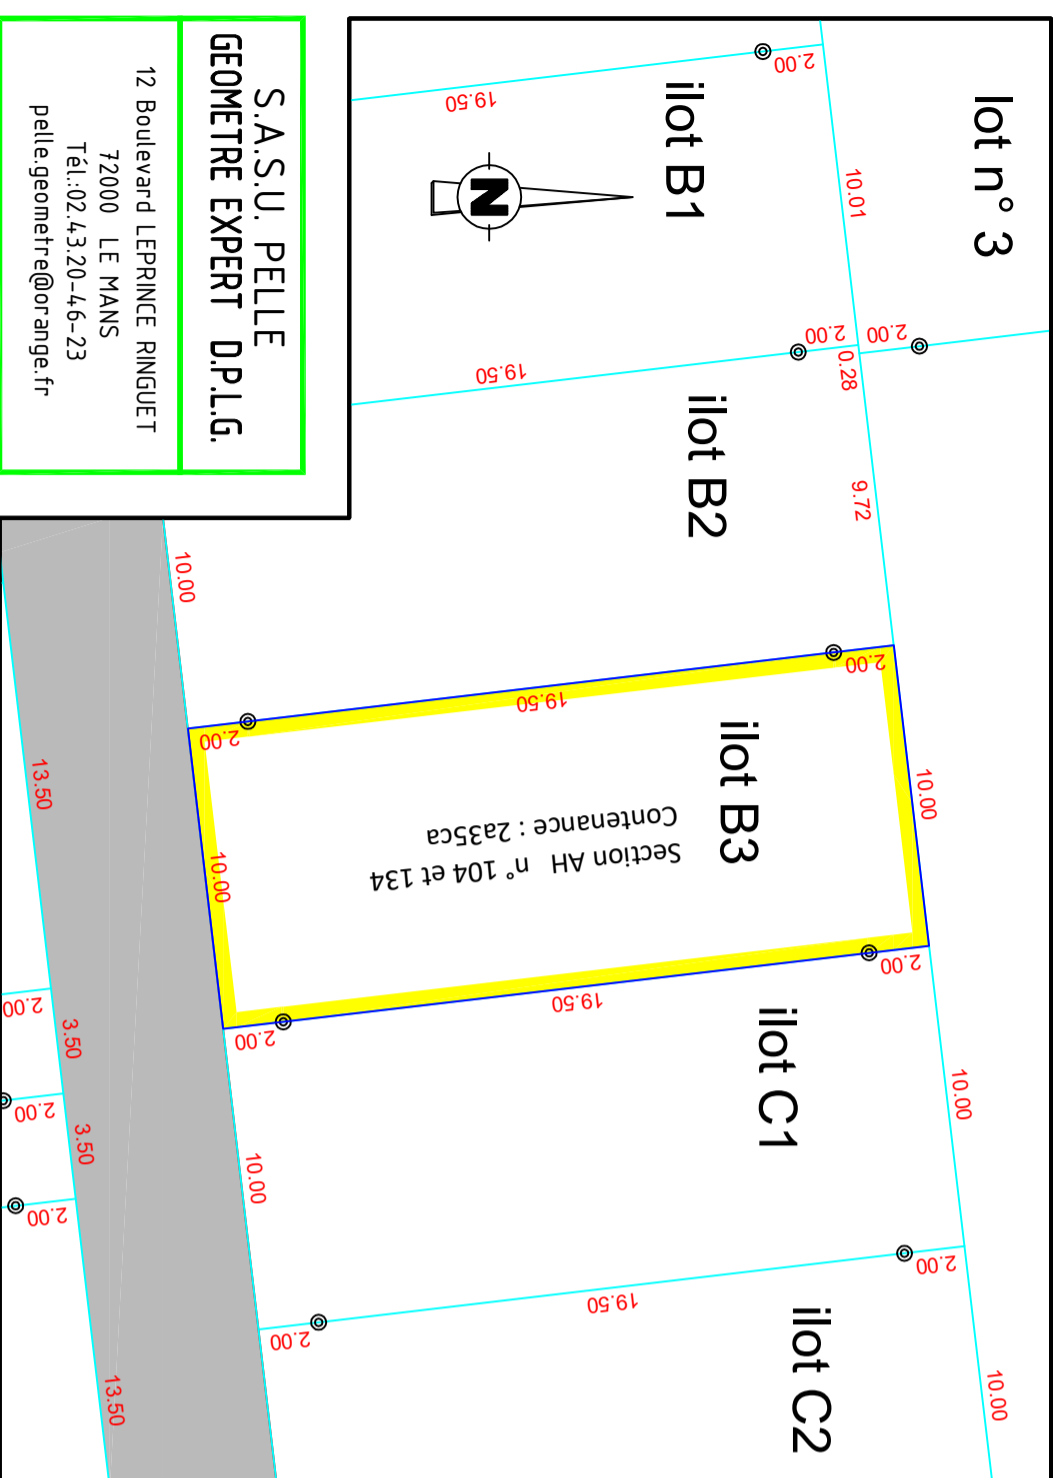 lot n° 3
ilot B1
ilot B2
ilot B3
Section AH n° 104 et 134
Contenance : 2a35ca
ilot C1
ilot C2
N
S.A.S.U. PELLE
GEOMETRE EXPERT D.P.L.G.
12 Boulevard LEPRINCE RINGUET
72000 LE MANS
Tél.:02.43.20-46-23
pelle.geometre@orange.fr
2.00
19.50
10.01
2.00
2.00
0.28
19.50
9.72
10.00
2.00
19.50
2.00
10.00
10.00
2.00
19.50
2.00
10.00
10.00
2.00
19.50
2.00
10.00
13.50
2.00
3.50
2.00
3.50
2.00
13.50